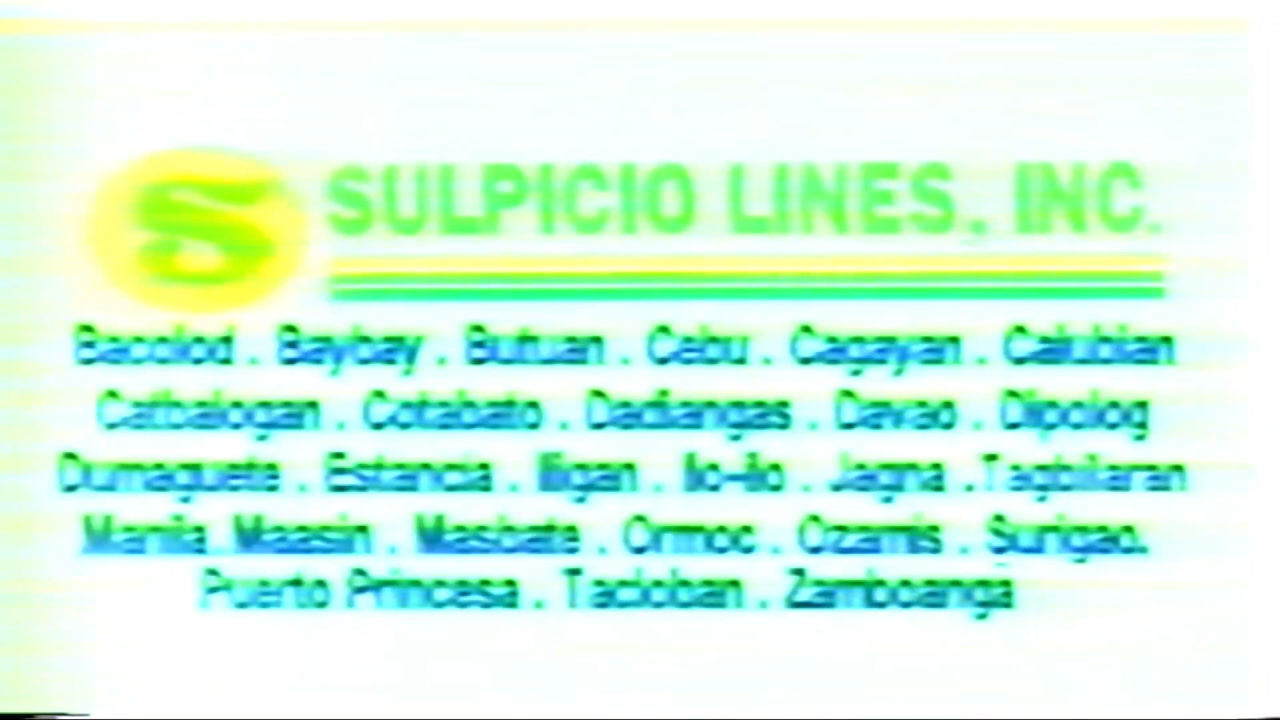 S SULPICIO LINES, INC.
Bacolod . Baybay . Butuan . Cebu . Cagayan . Calubian
Catbalogan . Cotabato . Dadiangas . Davao . Dipolog
Dumaguete . Estancia . Iligan . Ilo-ilo . Jagna . Tagbilaran
Manila Maasin . Masbate . Ormoc . Ozamis . Surigao.
Puerto Princesa . Tacloban . Zamboanga